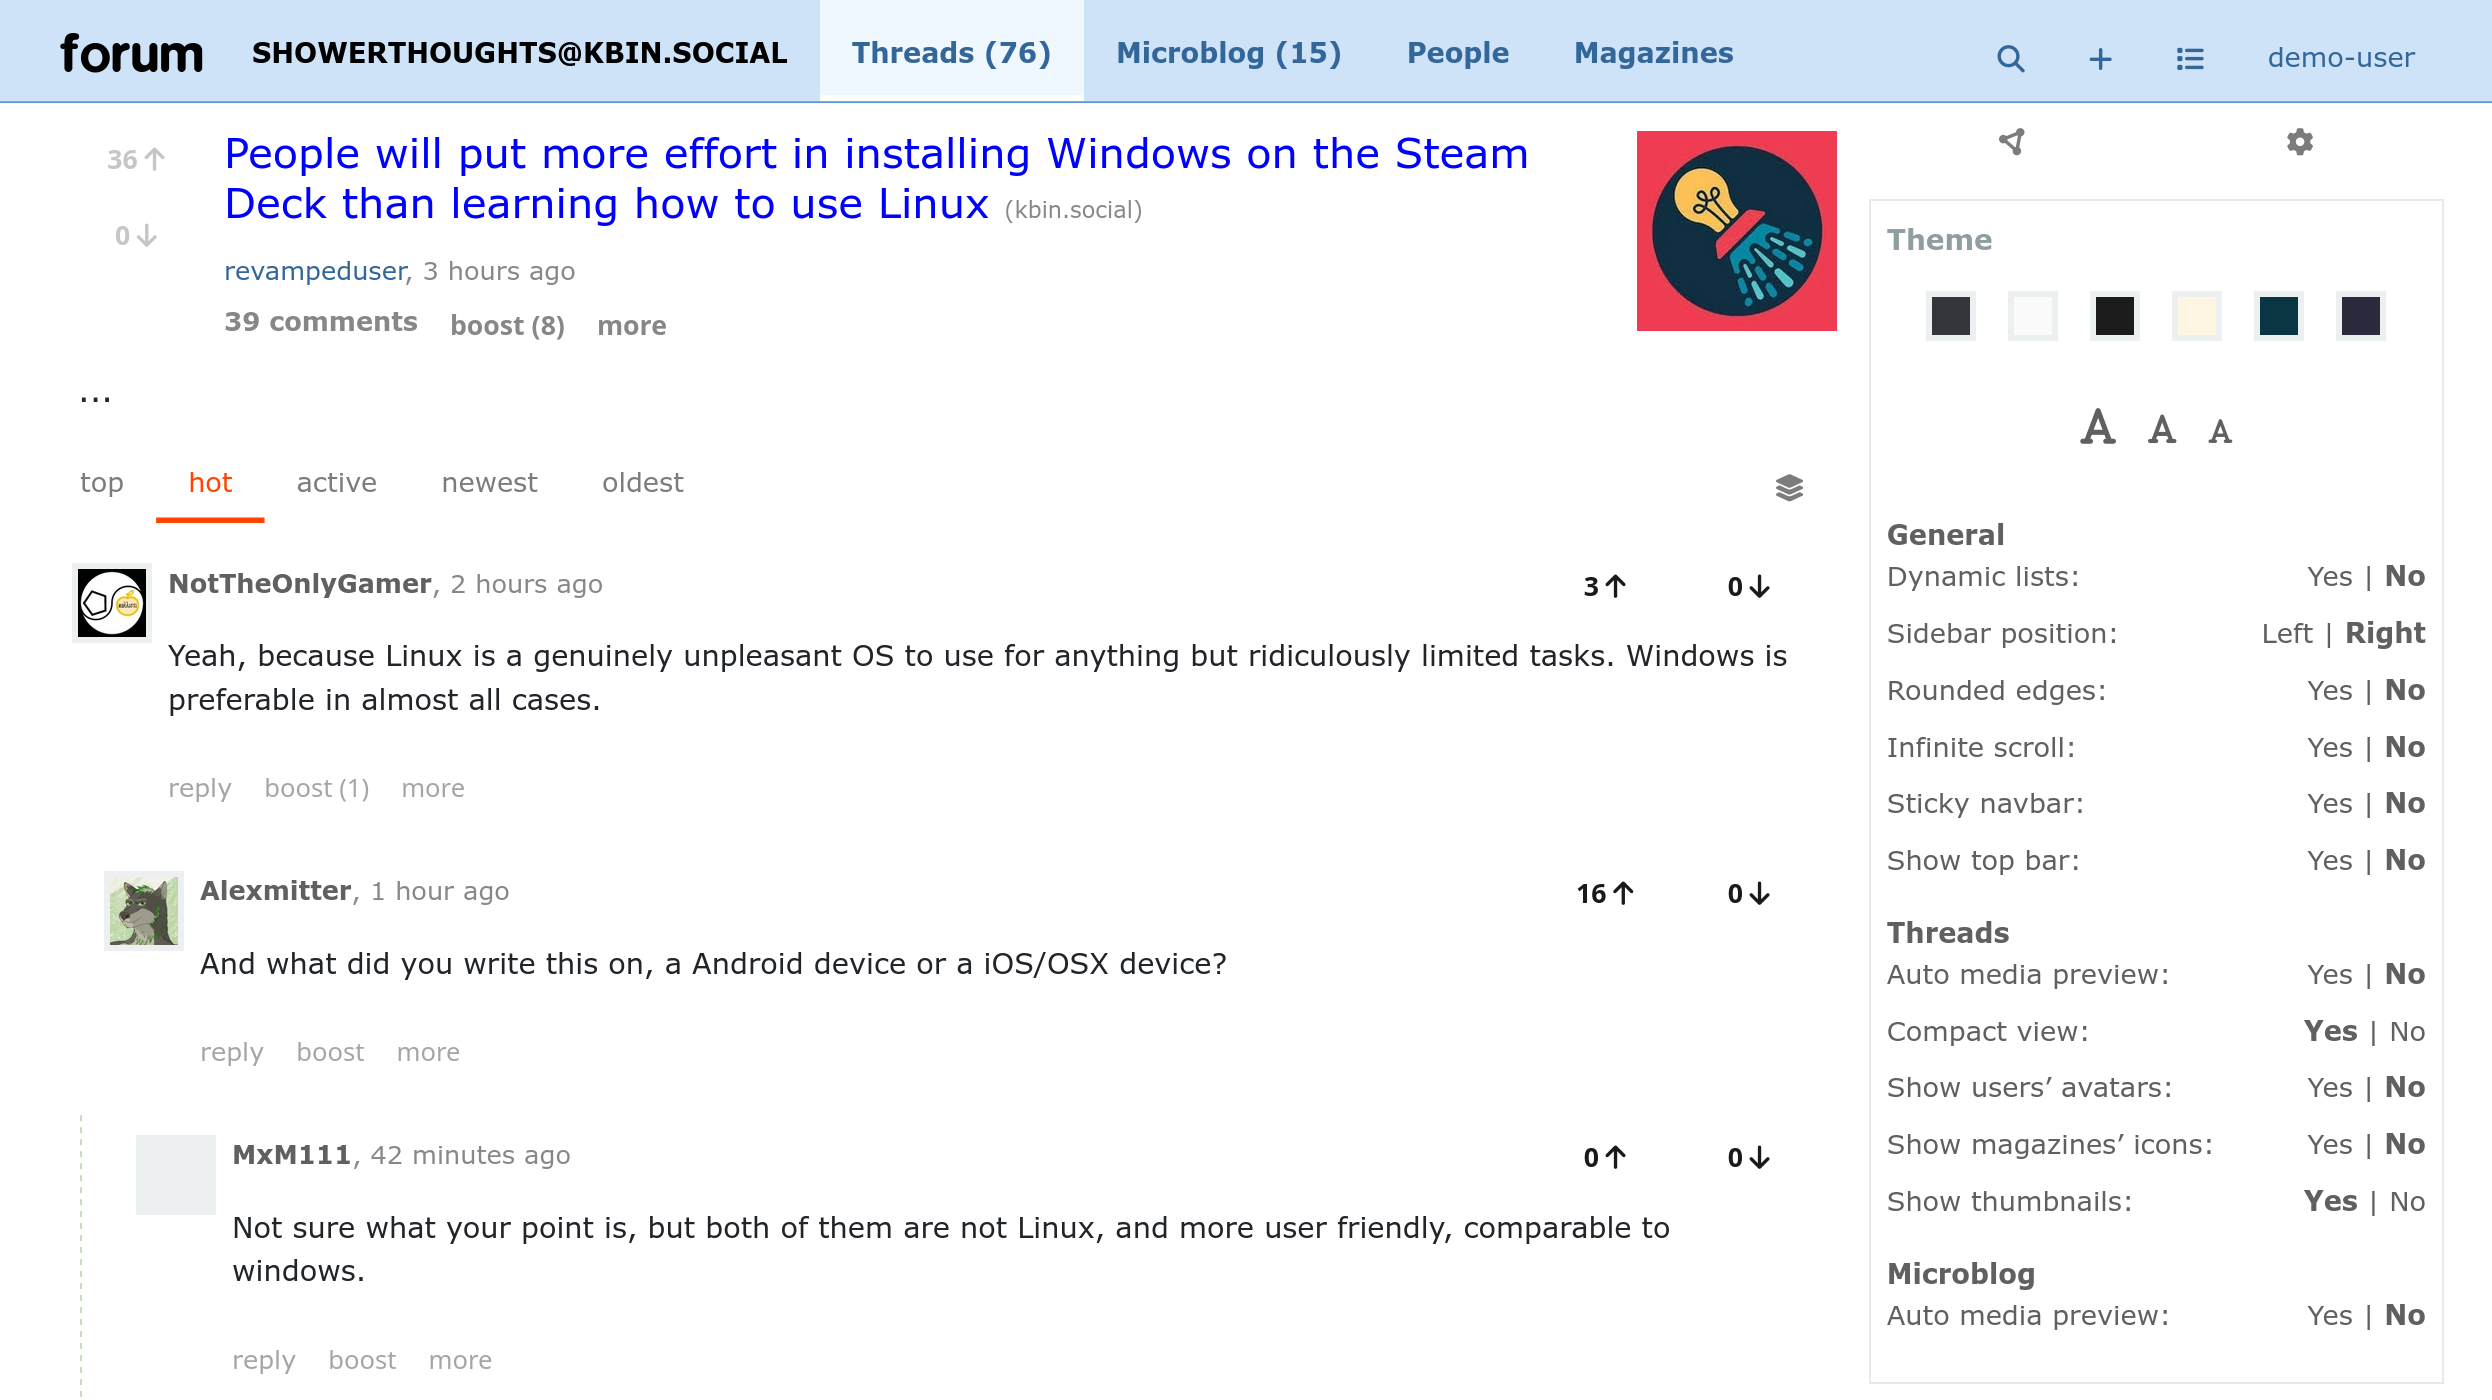 forum SHOWERTHOUGHTS@KBIN.SOCIAL Threads (76) Microblog (15) People Magazines demo-user
36
0
People will put more effort in installing Windows on the Steam
Deck than learning how to use Linux (kbin.social)
revampeduser, 3 hours ago
39 comments boost (8) more
...
top hot active newest oldest
NotTheOnlyGamer, 2 hours ago 3 0
Yeah, because Linux is a genuinely unpleasant OS to use for anything but ridiculously limited tasks. Windows is
preferable in almost all cases.
reply boost (1) more
Alexmitter, 1 hour ago 16 0
And what did you write this on, a Android device or a iOS/OSX device?
reply boost more
MxM111, 42 minutes ago 0 0
Not sure what your point is, but both of them are not Linux, and more user friendly, comparable to
windows.
reply boost more
Theme
A A A
General
Dynamic lists: Yes | No
Sidebar position: Left | Right
Rounded edges: Yes | No
Infinite scroll: Yes | No
Sticky navbar: Yes | No
Show top bar: Yes | No
Threads
Auto media preview: Yes | No
Compact view: Yes | No
Show users’ avatars: Yes | No
Show magazines’ icons: Yes | No
Show thumbnails: Yes | No
Microblog
Auto media preview: Yes | No